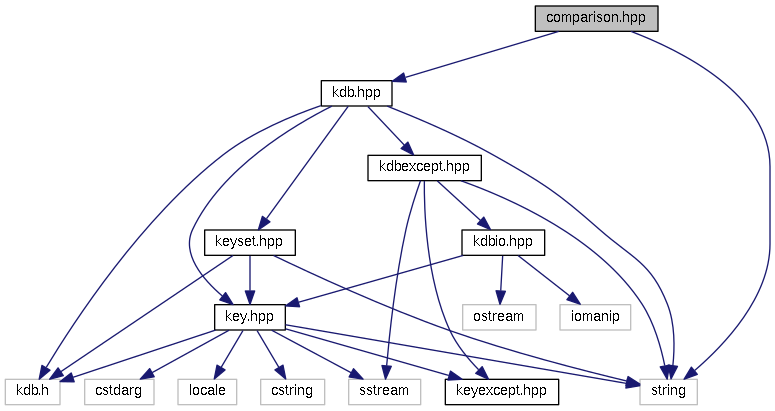 comparison.hpp
kdb.hpp
kdbexcept.hpp
keyset.hpp
kdbio.hpp
key.hpp
ostream
iomanip
kdb.h
cstdarg
locale
cstring
sstream
keyexcept.hpp
string